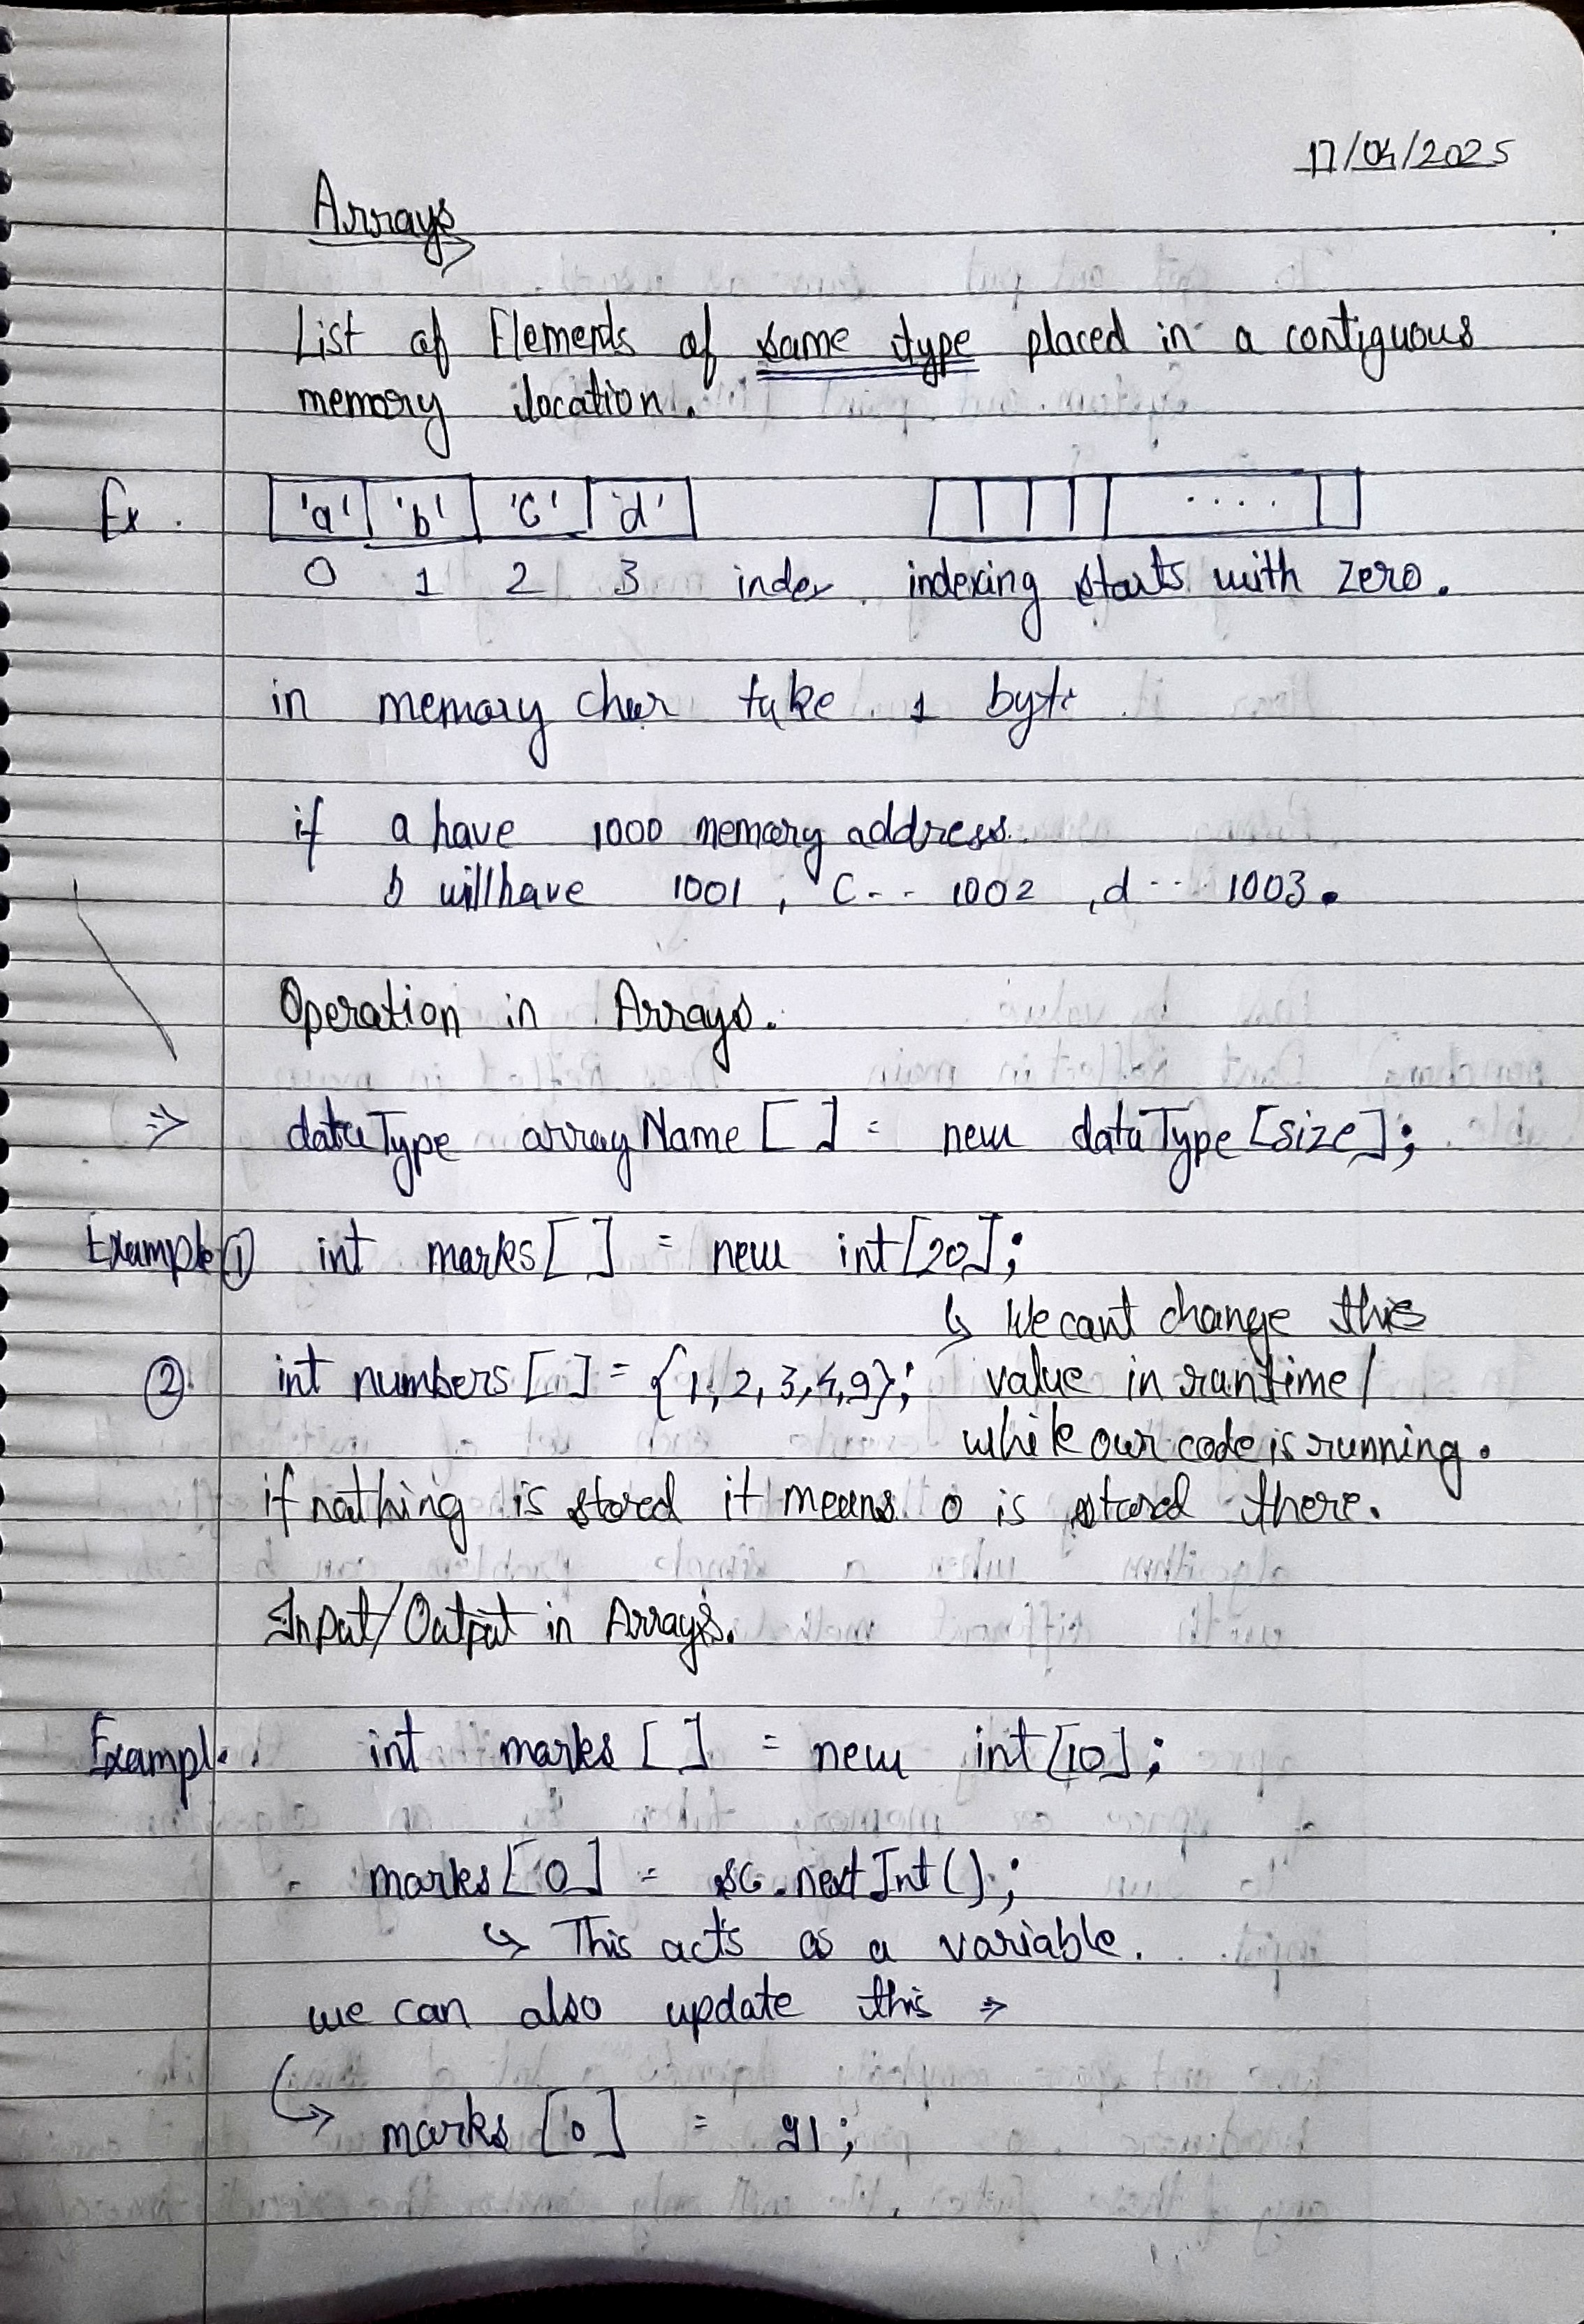 17/04/2025
Arrays
List of Elements of same type placed in a contiguous
memory location.
Ex. 'a' 'b' 'c' 'd' ....
0 1 2 3 index. indexing starts with zero.
in memory char take 1 byte.
if a have 1000 memory address.
b will have 1001, c-- 1002, d-- 1003.
Operation in Arrays.
=> dataType arrayName [ ] = new dataType [size];
Example ① int marks [ ] = new int [20];
↳ We cant change this
② int numbers [ ] = {1, 2, 3, 4, 9}; value in runtime/
while our code is running.
if nothing is stored it means 0 is stored there.
Input/Output in Arrays.
Example. int marks [ ] = new int [10];
marks [0] = sc.nextInt();
↳ This acts as a variable.
we can also update this =>
↳ marks [0] = 91;